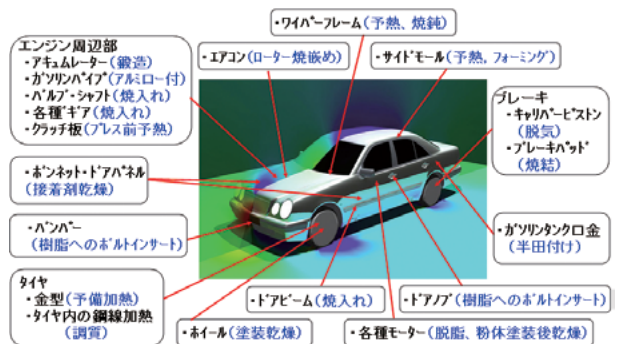 ・ワイパーフレーム(予熱、焼鈍)
エンジン周辺部
・アキュムレーター(鍛造)
・ガソリンパイプ(アルミロー付)
・バルブ・シャフト(焼入れ)
・各種ギア(焼入れ)
・クラッチ板(プレス前予熱)
・エアコン(ローター焼嵌め)
・サイドモール(予熱,フォーミング)
ブレーキ
・キャリパーピストン
(脱気)
・ブレーキパッド
(焼結)
・ボンネット・ドアパネル
(接着剤乾燥)
・バンパー
(樹脂へのボルトインサート)
・ガソリンタンク口金
(半田付け)
タイヤ
・金型(予備加熱)
・タイヤ内の鋼線加熱
(調質)
・ドアビーム(焼入れ)
・ドアノブ(樹脂へのボルトインサート)
・ホイール(塗装乾燥)
・各種モーター(脱脂、粉体塗装後乾燥)